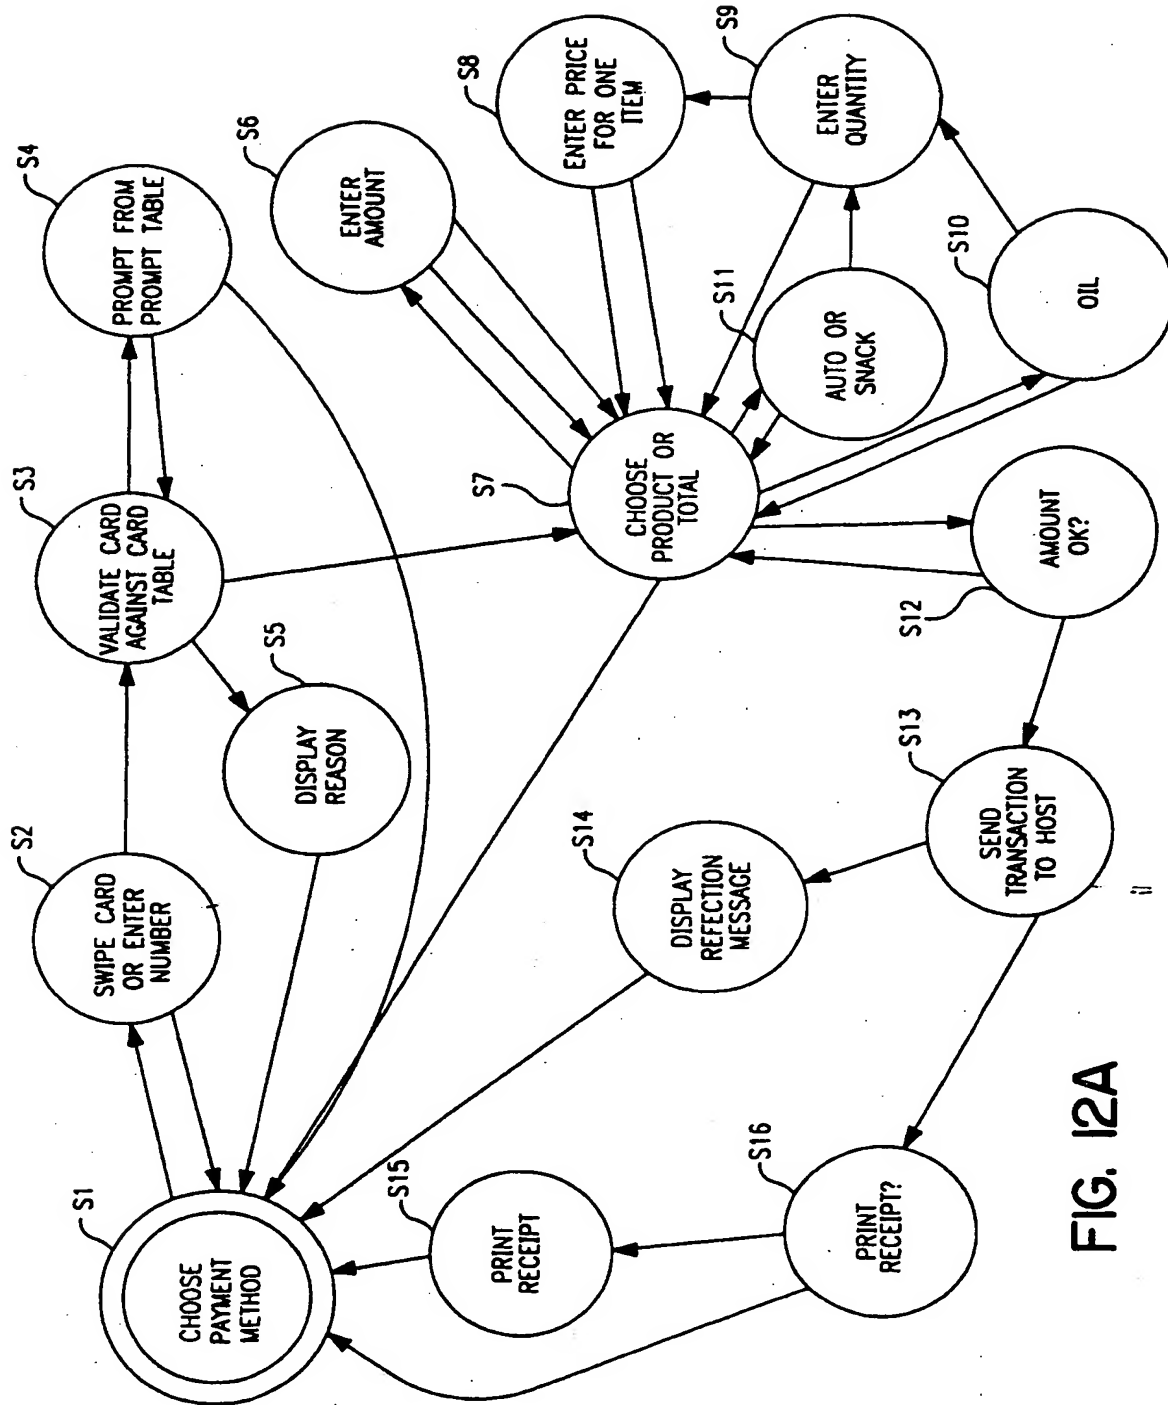 S1
CHOOSE
PAYMENT
METHOD
S2
SWIPE CARD
OR ENTER
NUMBER
S3
VALIDATE CARD
AGAINST CARD
TABLE
S4
PROMPT FROM
PROMPT TABLE
S5
DISPLAY
REASON
S6
ENTER
AMOUNT
S7
CHOOSE
PRODUCT OR
TOTAL
S8
ENTER PRICE
FOR ONE
ITEM
S9
ENTER
QUANTITY
S10
OIL
S11
AUTO OR
SNACK
S12
AMOUNT
OK?
S13
SEND
TRANSACTION
TO HOST
S14
DISPLAY
REFECTION
MESSAGE
S15
PRINT
RECEIPT
S16
PRINT
RECEIPT?
FIG. 12A